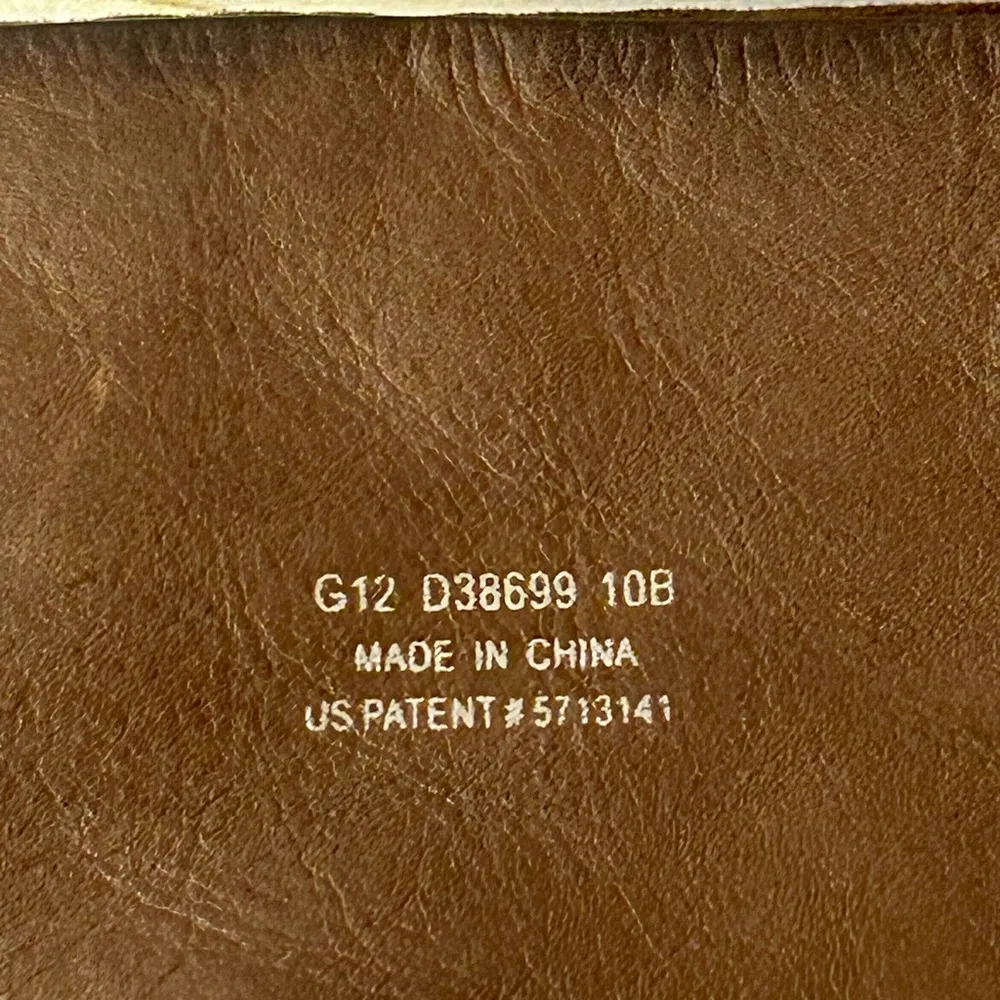 G12 D38699 10B
MADE IN CHINA
US PATENT # 5713141